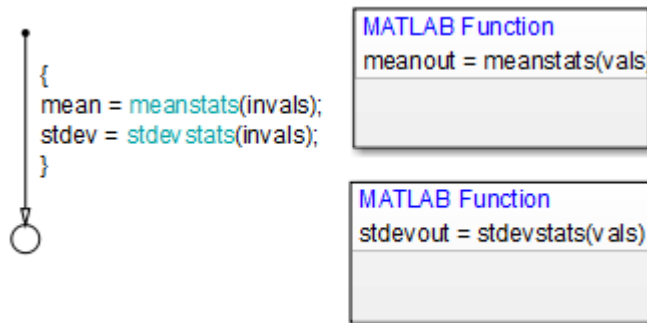 {
mean = meanstats(invals);
stdev = stdevstats(invals);
}
MATLAB Function
meanout = meanstats(vals)
MATLAB Function
stdevout = stdevstats(vals)